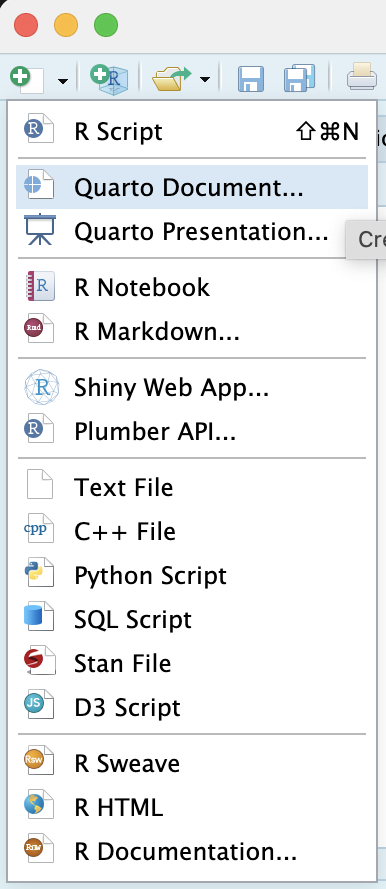 R Script ⇧⌘N
Quarto Document...
Quarto Presentation...
Cre
R Notebook
R Markdown...
Shiny Web App...
Plumber API...
Text File
C++ File
Python Script
SQL Script
Stan File
D3 Script
R Sweave
R HTML
R Documentation...